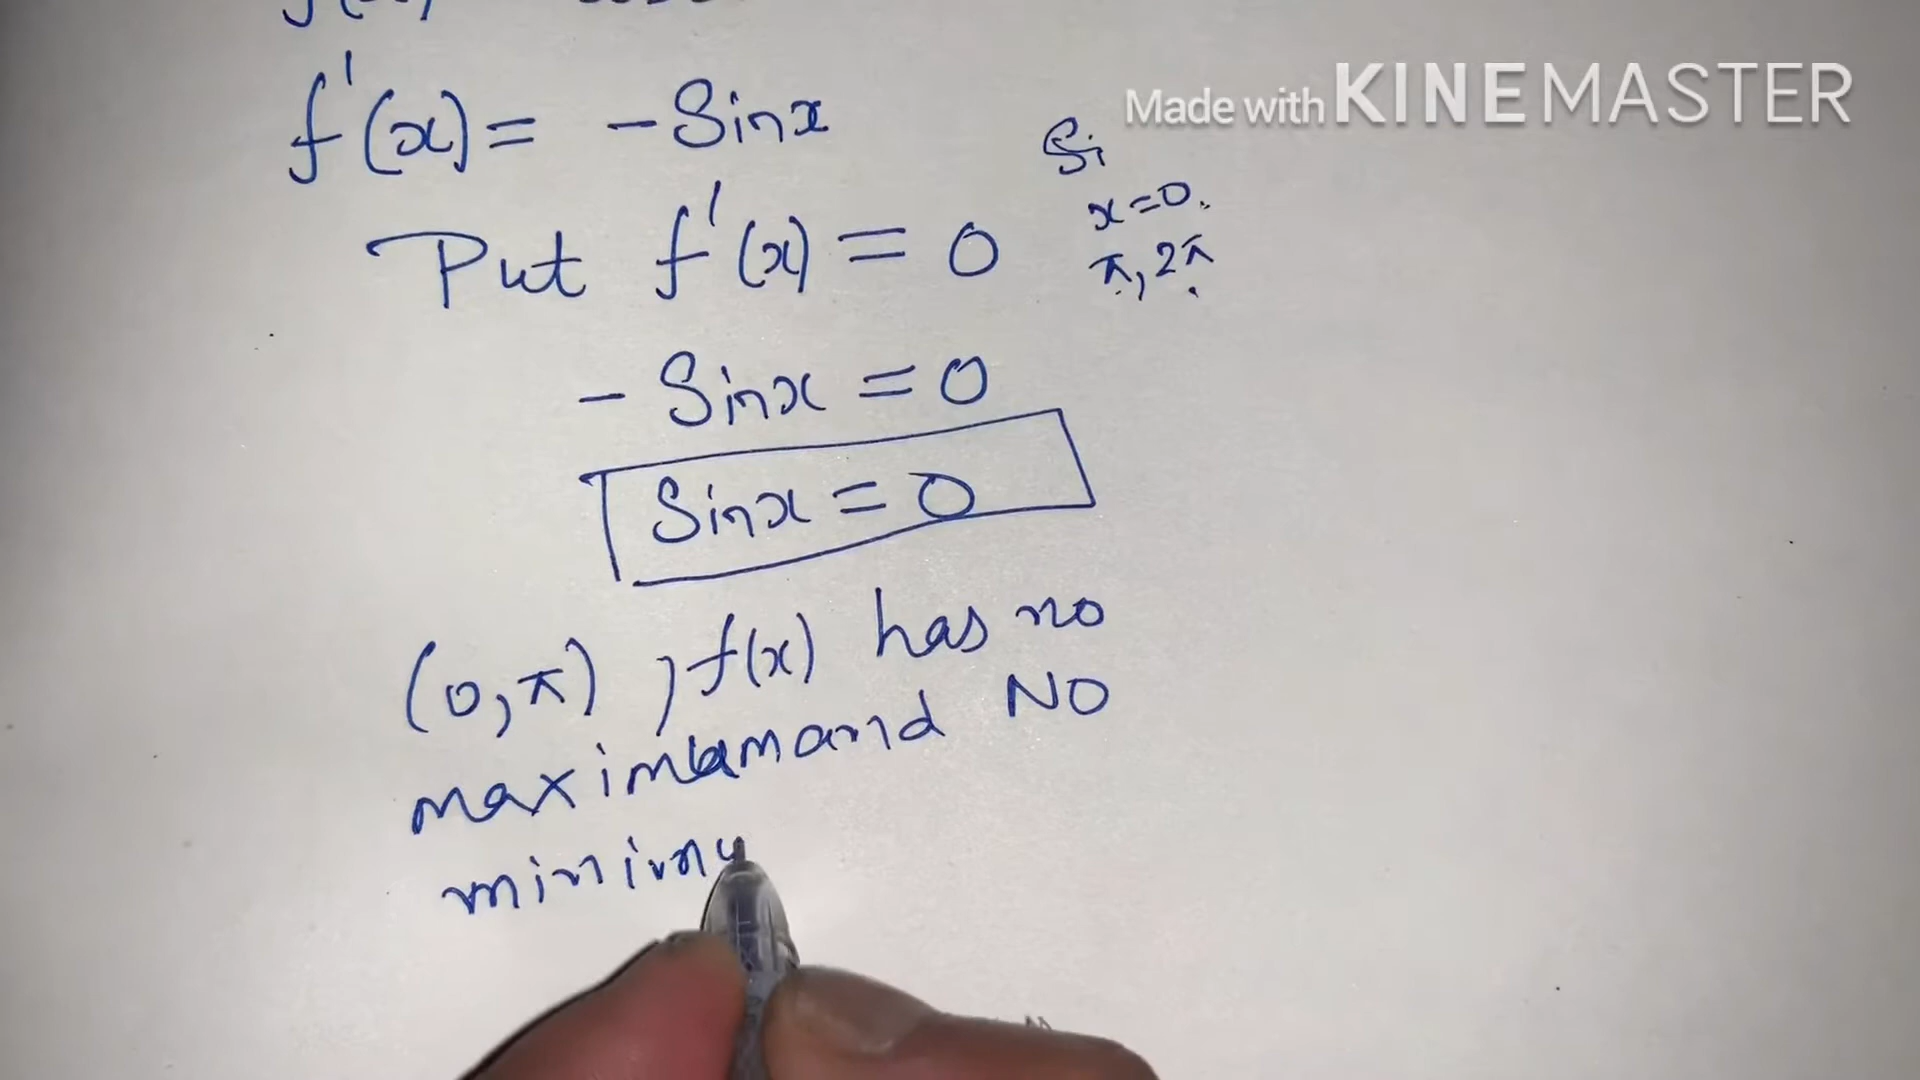 f'(x) = - Sinx
Made with KINEMASTER
Si
x=0.
π, 2π
Put f'(x) = 0
- Sinx = 0
Sinx = 0
(0, π) , f(x) has no
maximum and NO
minimu